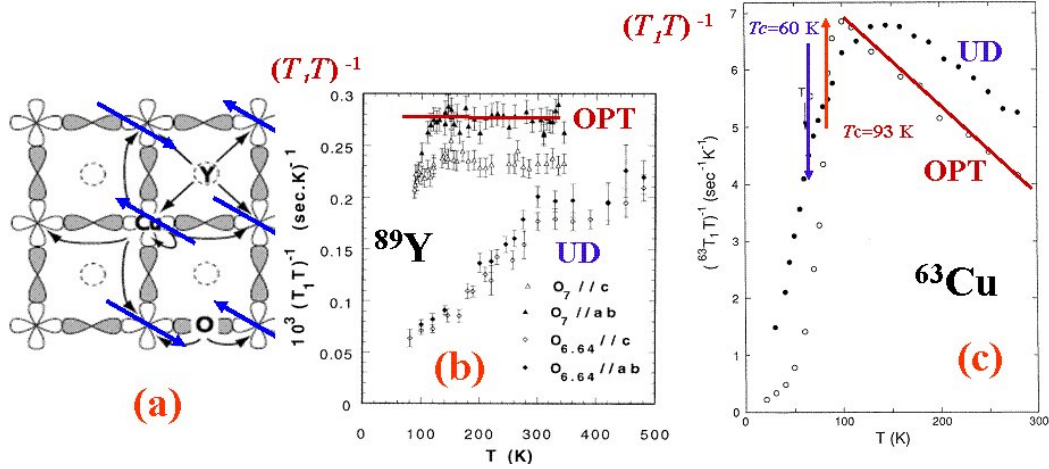 Y
Cu
O
(a)
(T₁T)⁻¹
0.3
0.25
0.2
0.15
0.1
0.05
0
10³ (T₁T)⁻¹ (sec.K)⁻¹
OPT
⁸⁹Y
UD
△ O₇ // c
▲ O₇ // a b
◇ O₆.₆₄ // c
◆ O₆.₆₄ // a b
(b)
0 100 200 300 400 500
T (K)
(T₁T)⁻¹
7
6
5
4
3
2
1
0
(⁶³T₁T)⁻¹ (sec⁻¹K⁻¹)
Tc=60 K
UD
T
Tc=93 K
OPT
⁶³Cu
(c)
0 50 100 150 200 250 300
T (K)